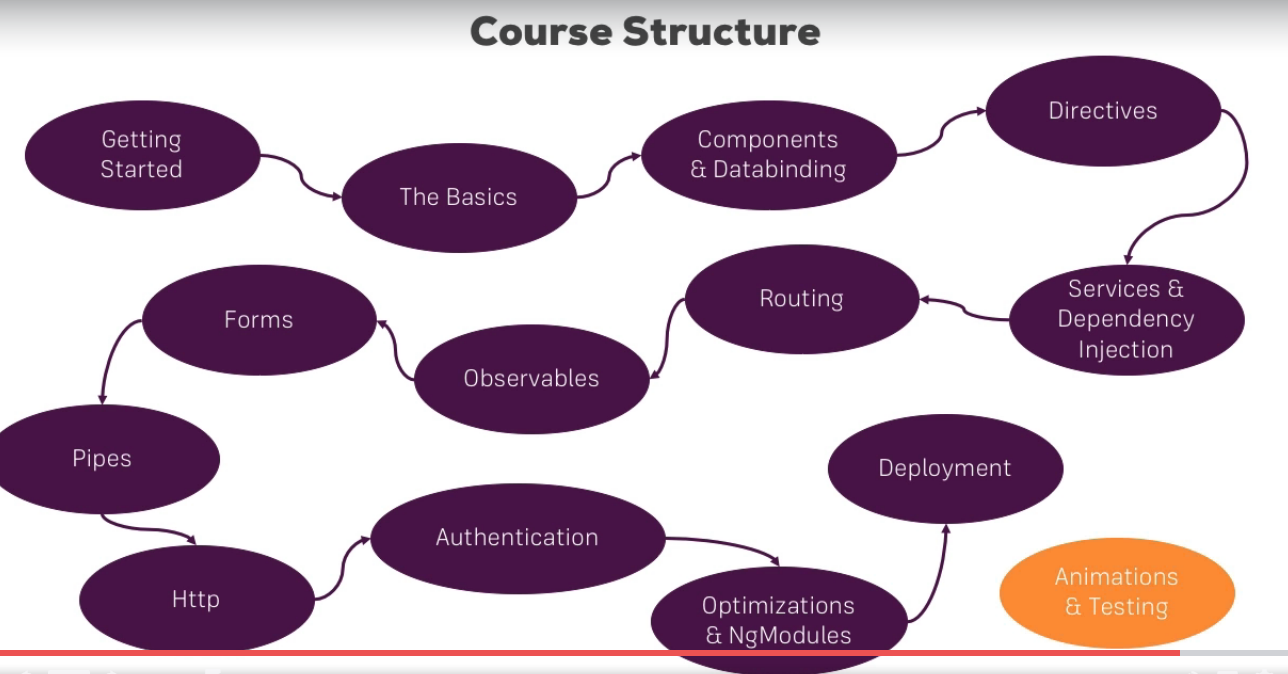 Course Structure
Getting
Started
The Basics
Components
& Databinding
Directives
Services &
Dependency
Injection
Routing
Observables
Forms
Pipes
Http
Authentication
Optimizations
& NgModules
Deployment
Animations
& Testing